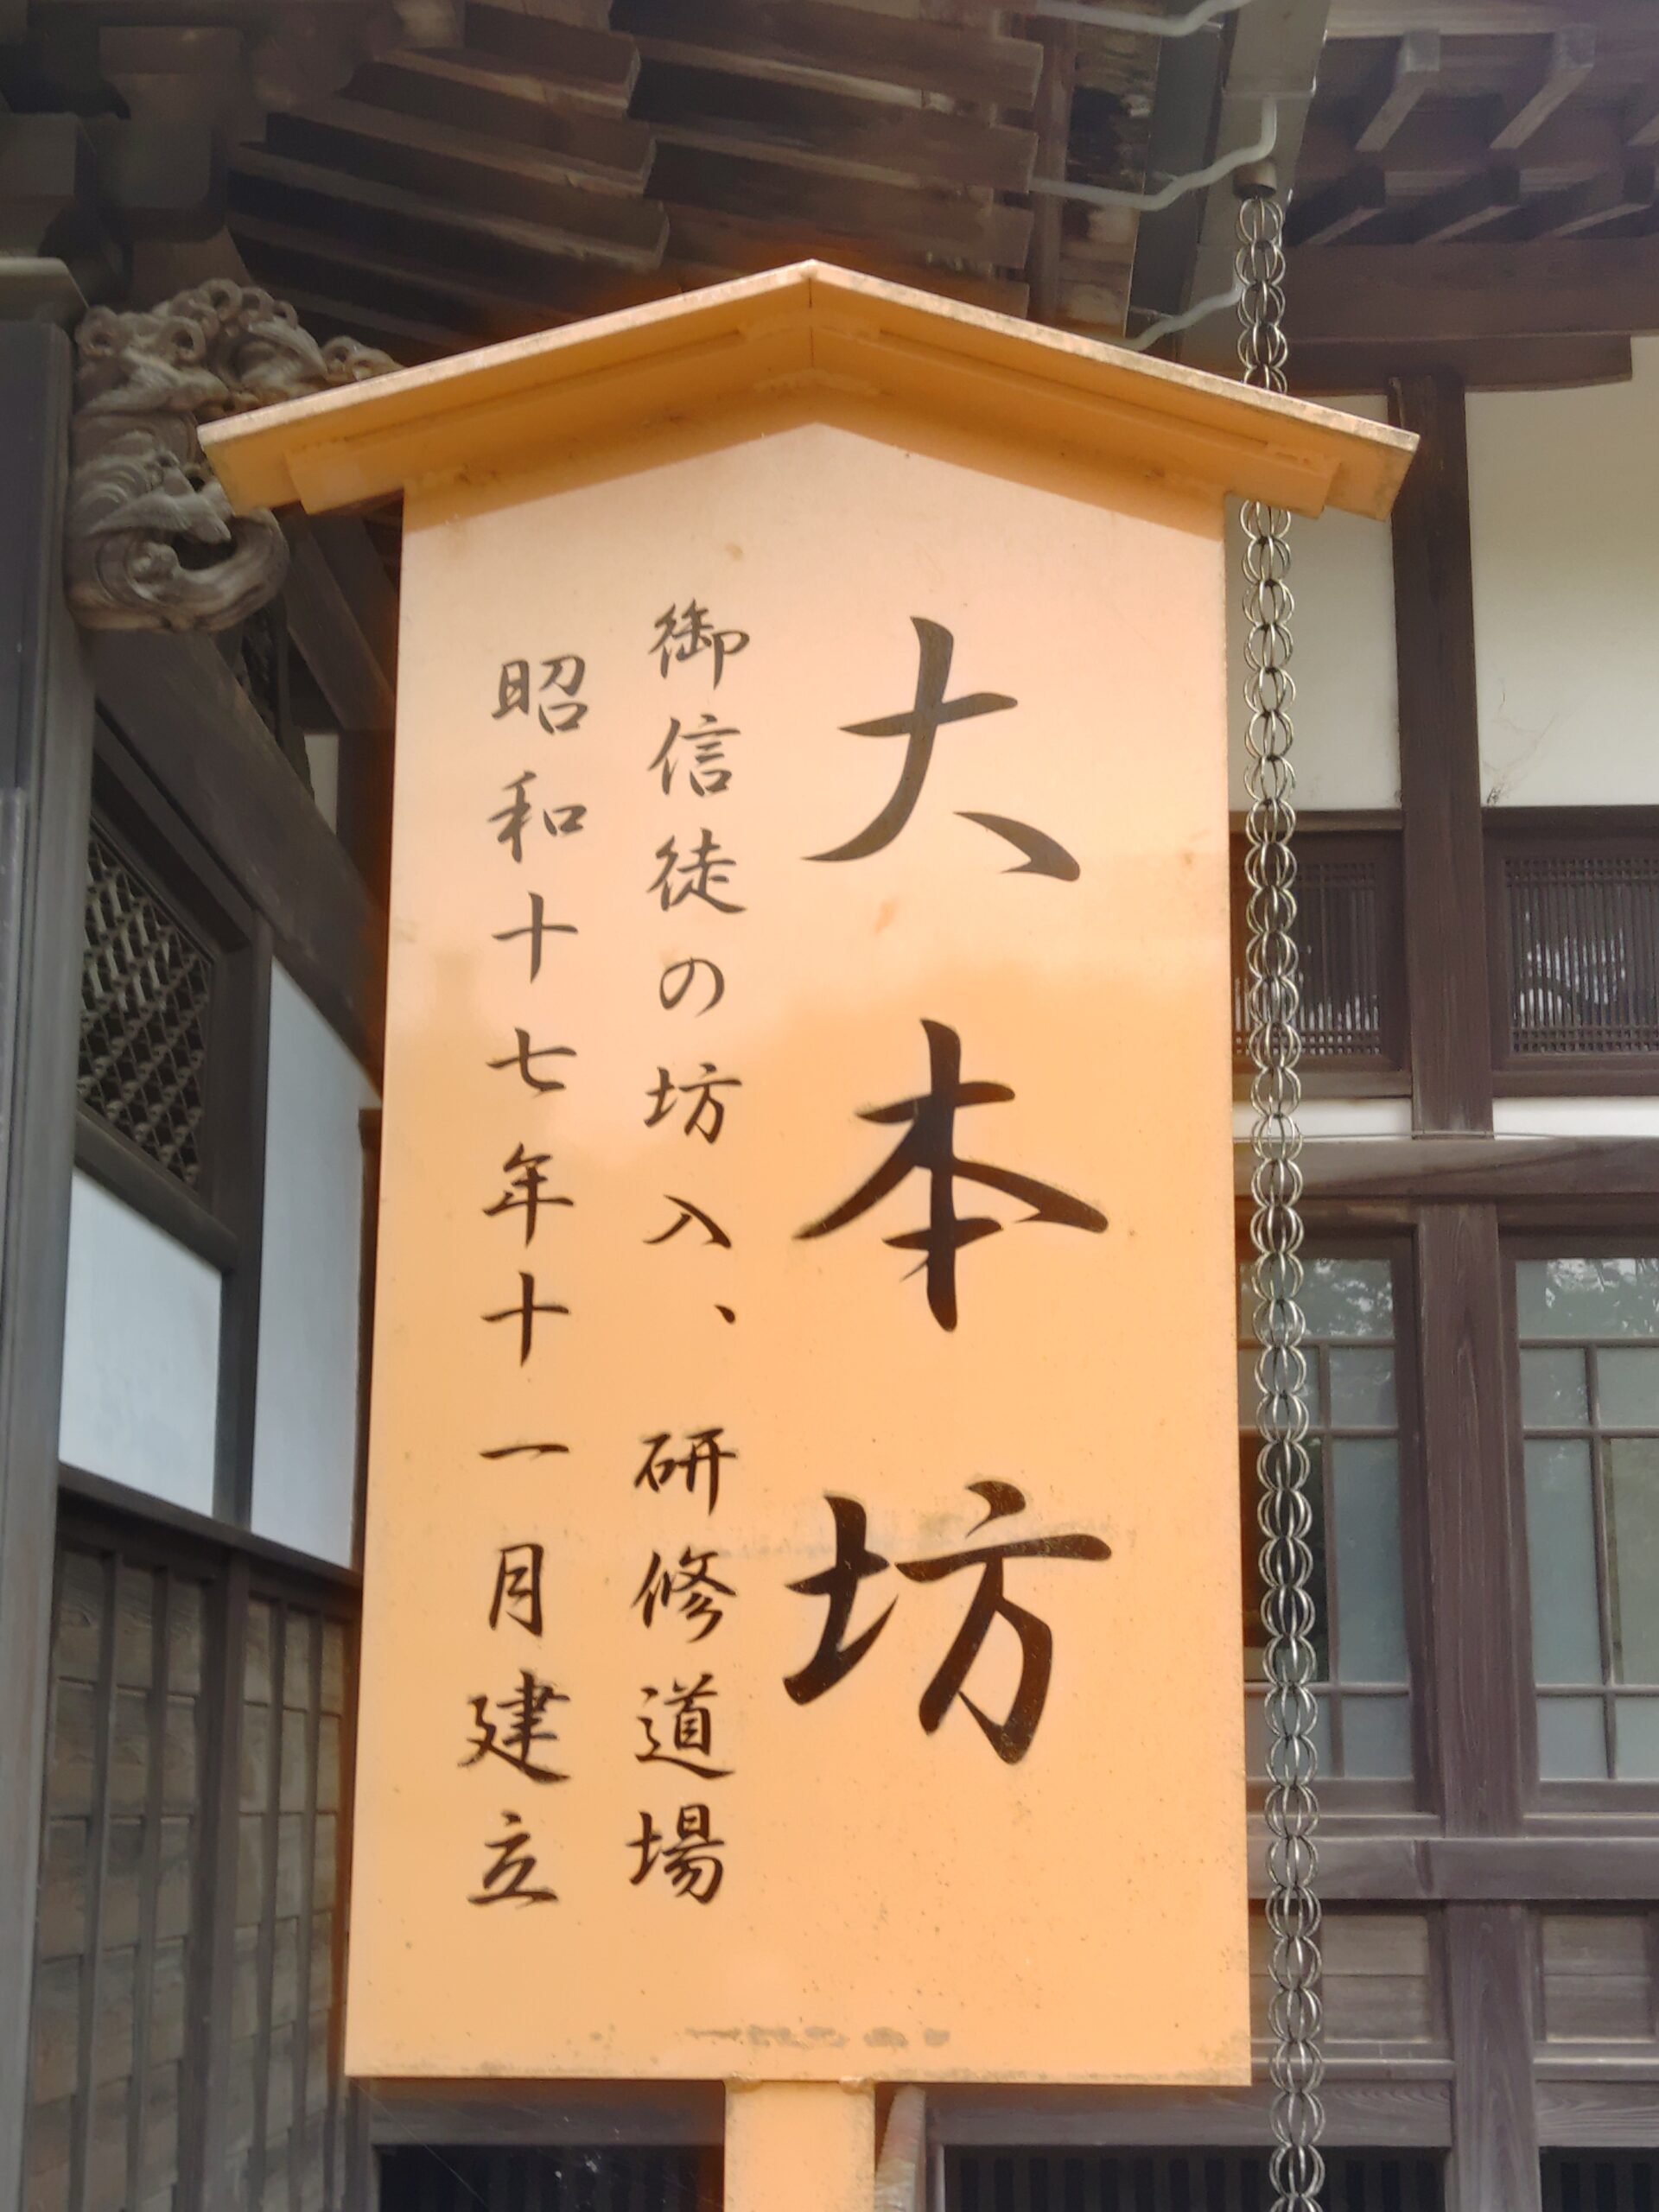 大本坊
御信徒の坊入、研修道場
昭和十七年十一月建立